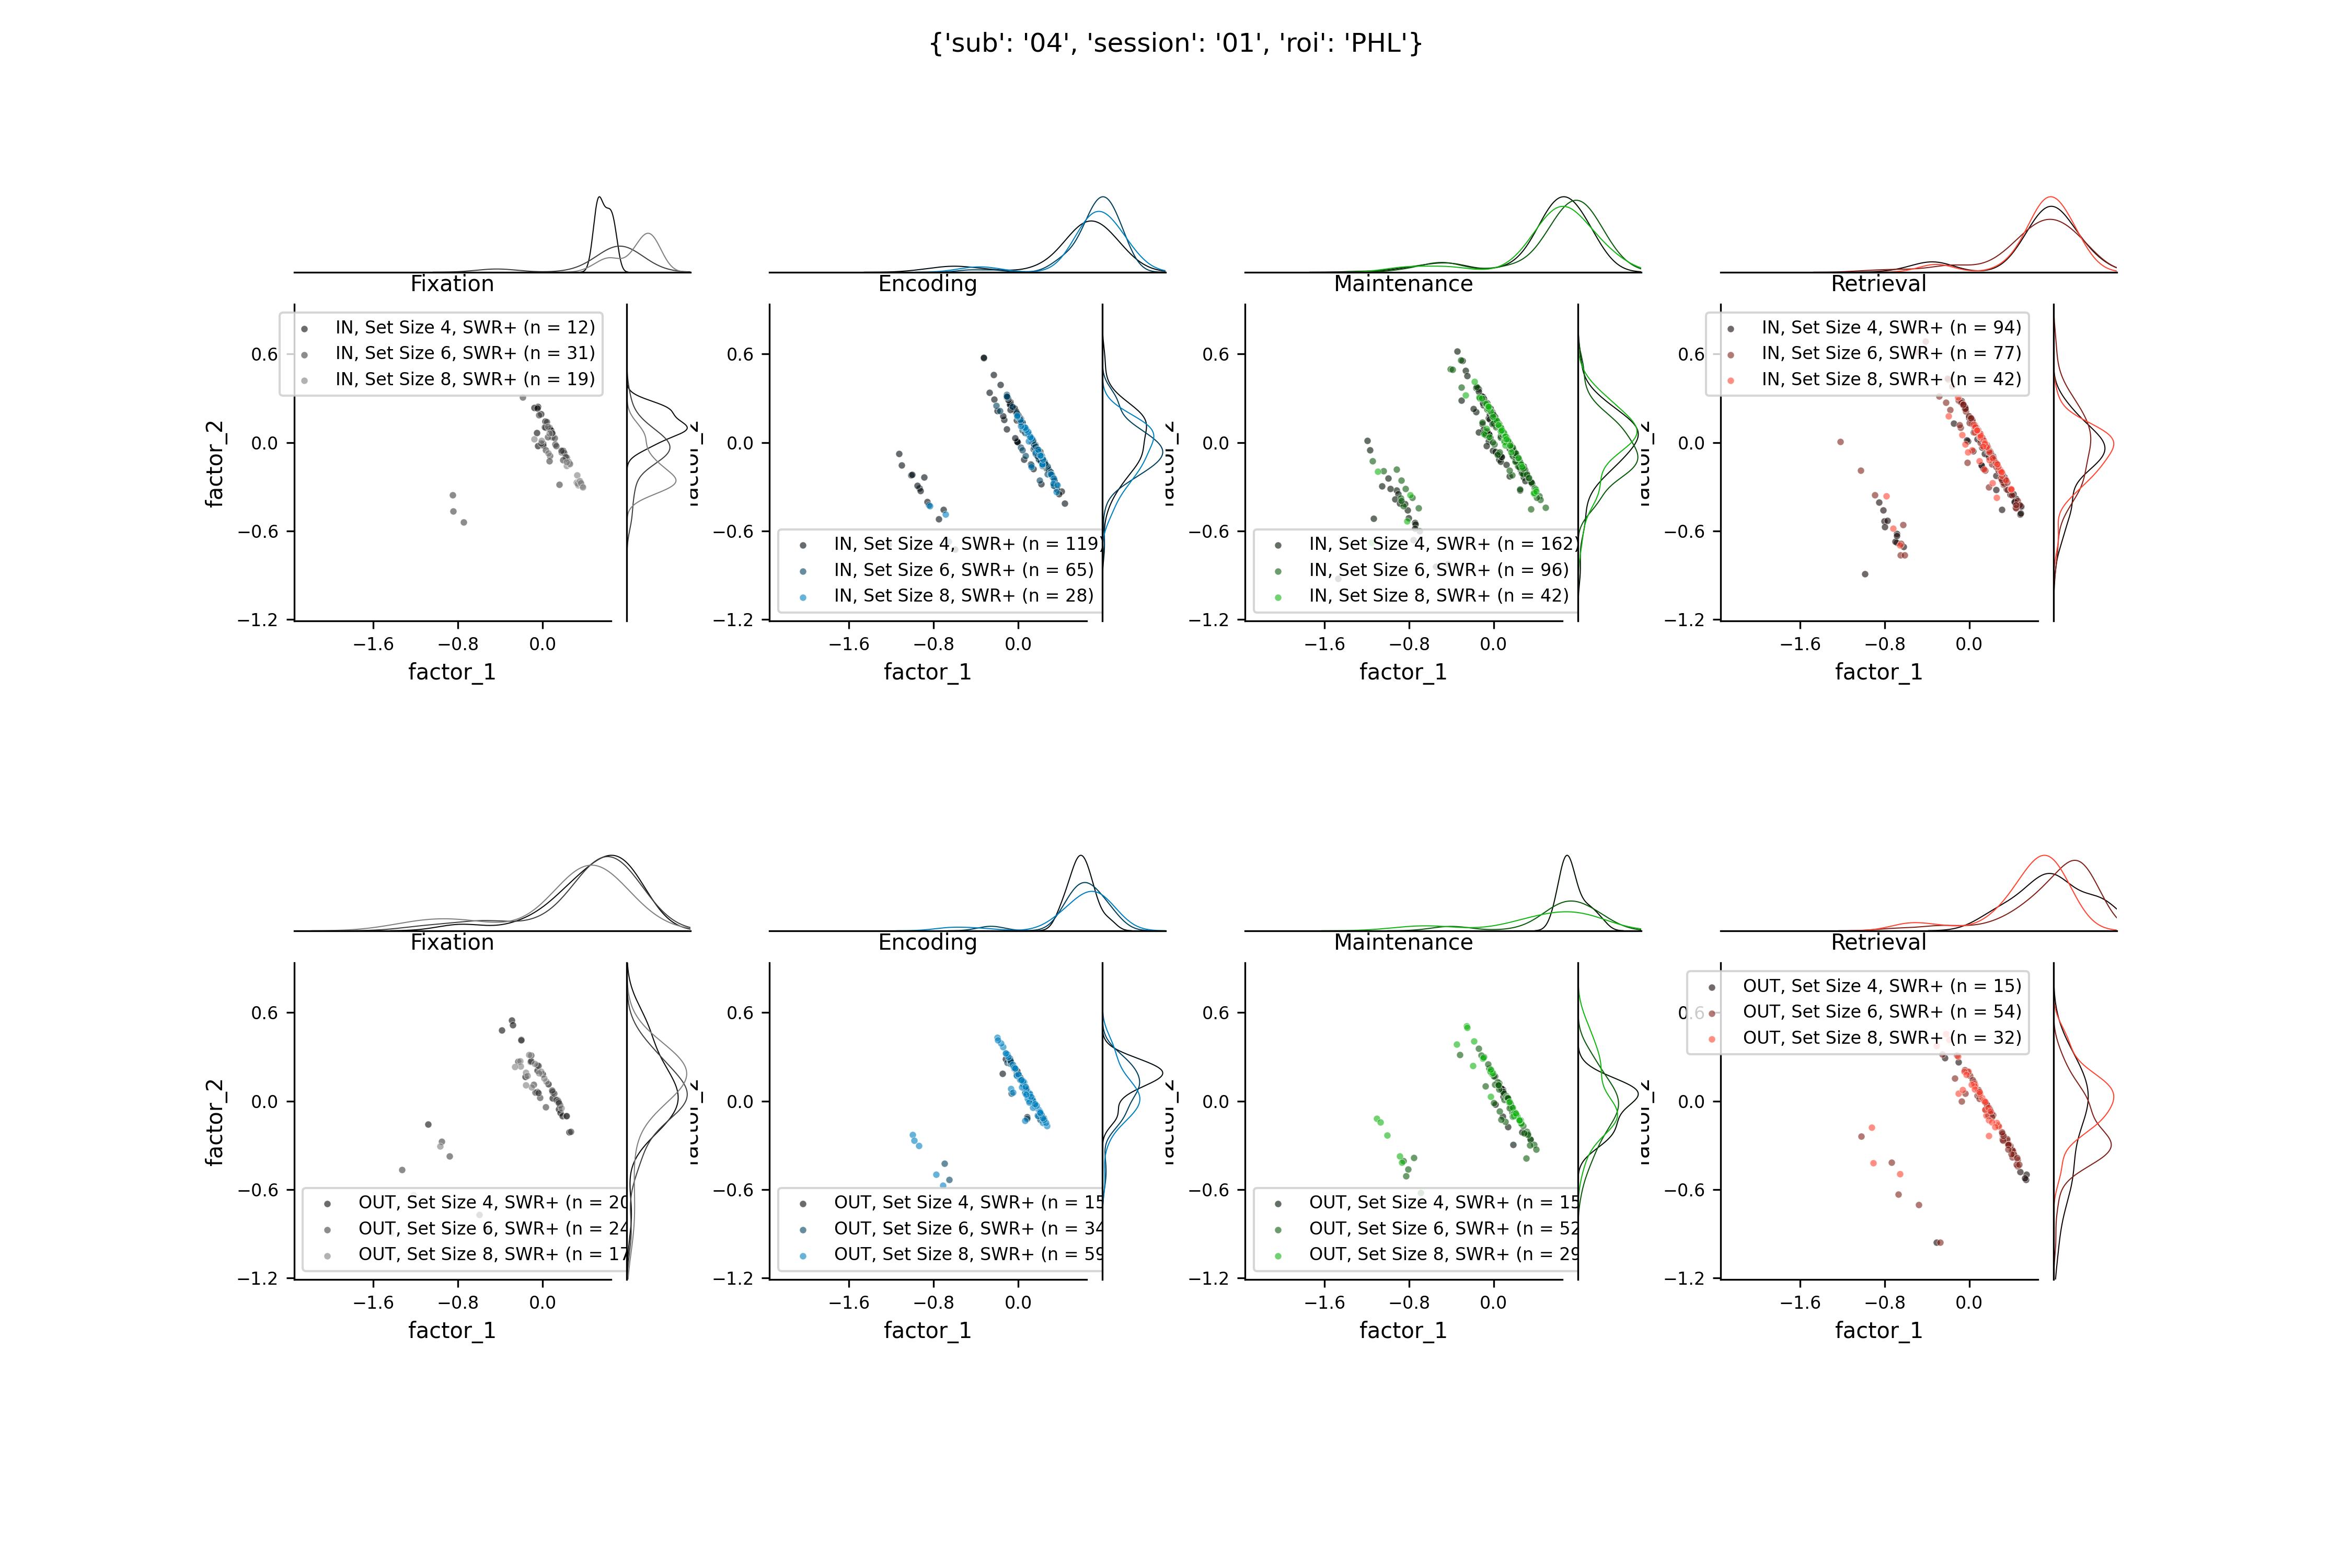 {'sub': '04', 'session': '01', 'roi': 'PHL'}
Fixation
IN, Set Size 4, SWR+ (n = 12)
IN, Set Size 6, SWR+ (n = 31)
IN, Set Size 8, SWR+ (n = 19)
0.6
0.0
−0.6
−1.2
factor_2
−1.6 −0.8 0.0
factor_1
Encoding
0.6
0.0
−0.6
−1.2
factor_2
IN, Set Size 4, SWR+ (n = 119)
IN, Set Size 6, SWR+ (n = 65)
IN, Set Size 8, SWR+ (n = 28)
−1.6 −0.8 0.0
factor_1
Maintenance
0.6
0.0
−0.6
−1.2
factor_2
IN, Set Size 4, SWR+ (n = 162)
IN, Set Size 6, SWR+ (n = 96)
IN, Set Size 8, SWR+ (n = 42)
−1.6 −0.8 0.0
factor_1
Retrieval
IN, Set Size 4, SWR+ (n = 94)
IN, Set Size 6, SWR+ (n = 77)
IN, Set Size 8, SWR+ (n = 42)
0.6
0.0
−0.6
−1.2
factor_2
−1.6 −0.8 0.0
factor_1
Fixation
0.6
0.0
−0.6
−1.2
factor_2
OUT, Set Size 4, SWR+ (n = 20
OUT, Set Size 6, SWR+ (n = 24
OUT, Set Size 8, SWR+ (n = 17
−1.6 −0.8 0.0
factor_1
Encoding
0.6
0.0
−0.6
−1.2
factor_2
OUT, Set Size 4, SWR+ (n = 15
OUT, Set Size 6, SWR+ (n = 34
OUT, Set Size 8, SWR+ (n = 59
−1.6 −0.8 0.0
factor_1
Maintenance
0.6
0.0
−0.6
−1.2
factor_2
OUT, Set Size 4, SWR+ (n = 15
OUT, Set Size 6, SWR+ (n = 52
OUT, Set Size 8, SWR+ (n = 29
−1.6 −0.8 0.0
factor_1
Retrieval
OUT, Set Size 4, SWR+ (n = 15)
OUT, Set Size 6, SWR+ (n = 54)
OUT, Set Size 8, SWR+ (n = 32)
0.6
0.0
−0.6
−1.2
factor_2
−1.6 −0.8 0.0
factor_1